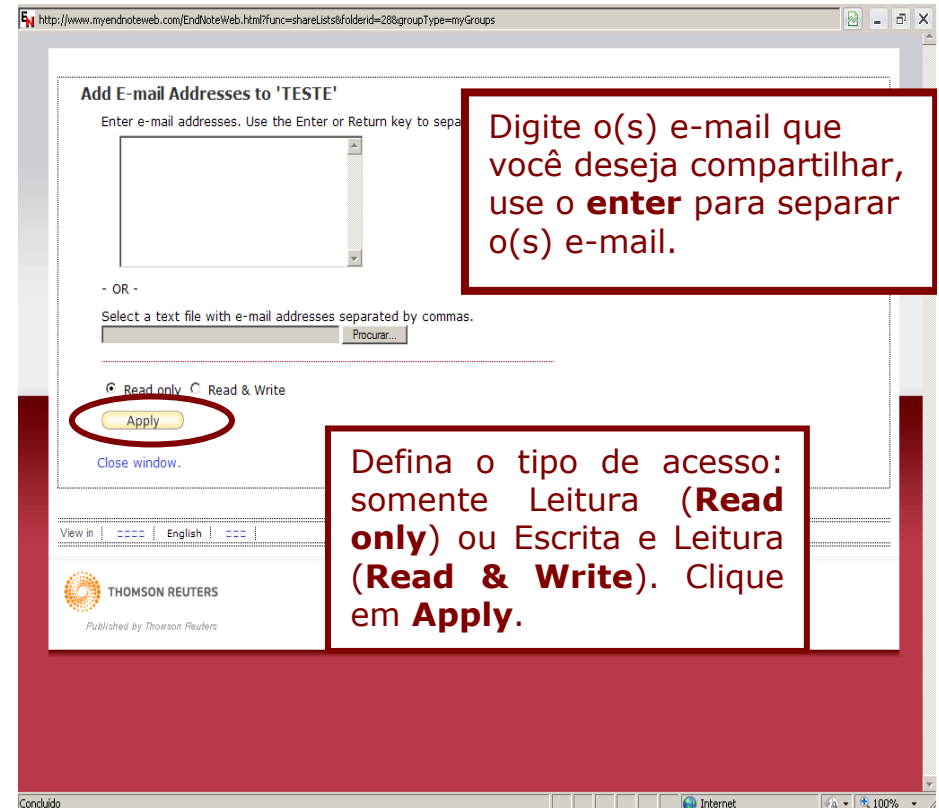 http://www.myendnoteweb.com/EndNoteWeb.html?func=shareLists&folderid=28&groupType=myGroups
Add E-mail Addresses to 'TESTE'
Enter e-mail addresses. Use the Enter or Return key to sepa
Digite o(s) e-mail que
você deseja compartilhar,
use o enter para separar
o(s) e-mail.
- OR -
Select a text file with e-mail addresses separated by commas.
Procurar...
Read only Read & Write
Apply
Close window.
Defina o tipo de acesso:
somente Leitura (Read
only) ou Escrita e Leitura
(Read & Write). Clique
em Apply.
View in English
THOMSON REUTERS
Published by Thomson Reuters
Concluído Internet 100%